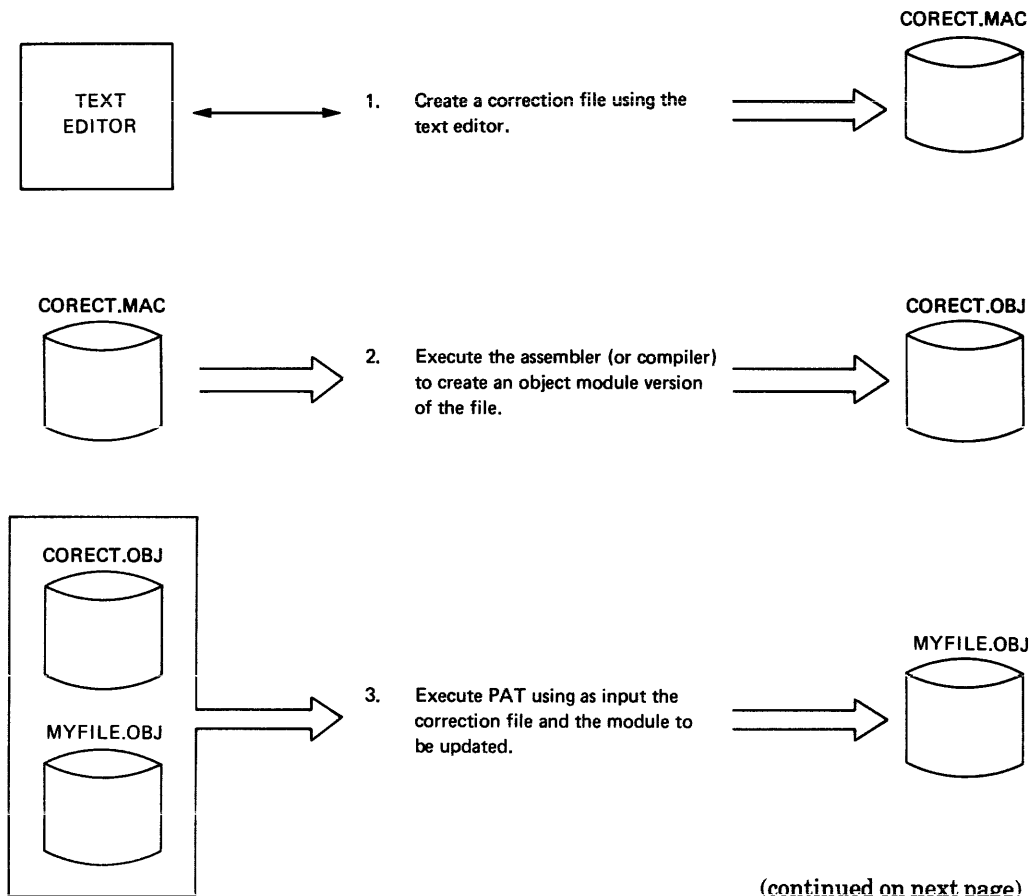 CORECT.MAC
TEXT
EDITOR
1. Create a correction file using the
text editor.
CORECT.MAC
CORECT.OBJ
2. Execute the assembler (or compiler)
to create an object module version
of the file.
CORECT.OBJ
MYFILE.OBJ
3. Execute PAT using as input the
correction file and the module to
be updated.
MYFILE.OBJ
(continued on next page)